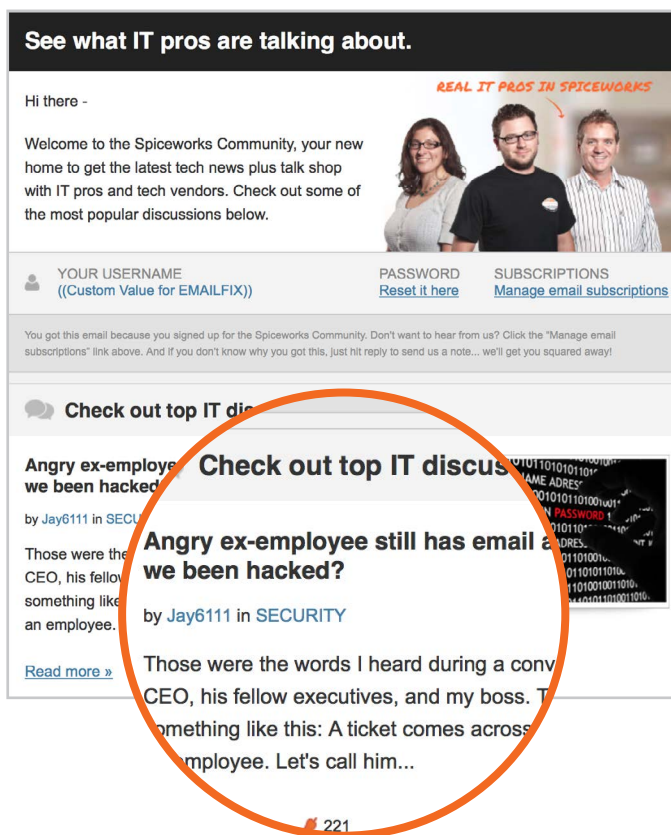 See what IT pros are talking about.
REAL IT PROS IN SPICEWORKS
Hi there -
Welcome to the Spiceworks Community, your new
home to get the latest tech news plus talk shop
with IT pros and tech vendors. Check out some of
the most popular discussions below.
YOUR USERNAME
((Custom Value for EMAILFIX))
PASSWORD
Reset it here
SUBSCRIPTIONS
Manage email subscriptions
You got this email because you signed up for the Spiceworks Community. Don't want to hear from us? Click the "Manage email
subscriptions" link above. And if you don't know why you got this, just hit reply to send us a note... we'll get you squared away!
Check out top IT dis
Angry ex-employe
we been hacked
by Jay6111 in SECU
Those were the
CEO, his fellow
something like
an employee.
Read more »
Check out top IT discus
Angry ex-employee still has email a
we been hacked?
by Jay6111 in SECURITY
Those were the words I heard during a conv
CEO, his fellow executives, and my boss. T
omething like this: A ticket comes across
employee. Let's call him...
221
PASSWORD